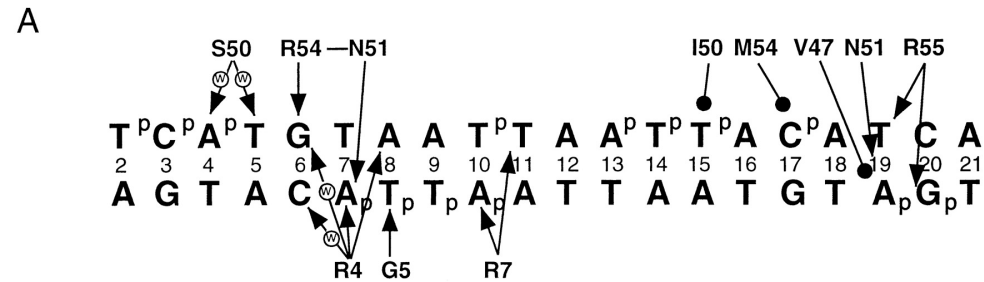 A
S50 R54 N51 I50 M54 V47 N51 R55
W W
T p C p A p T G T A A T p T A A p T p T p A C p A T C A
2 3 4 5 6 7 8 9 10 11 12 13 14 15 16 17 18 19 20 21
W
A G T A C A p T p T p A p A T T A A T G T A p G p T
W
R4 G5 R7